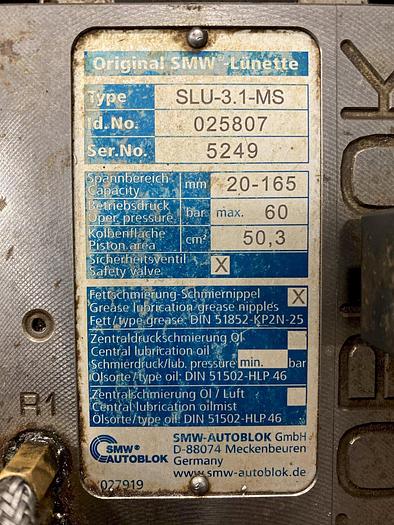 Original SMW®-Lünette
Type SLU-3.1-MS
Id.No. 025807
Ser.No. 5249
Spannbereich
Capacity mm 20-165
Betriebsdruck
Oper. pressure bar max. 60
Kolbenfläche
Piston area cm² 50,3
Sicherheitsventil
Safety valve X
Fettschmierung-Schmiernippel X
Grease lubrication-grease nipples
Fett/type grease: DIN 51852-KP2N-25
Zentraldruckschmierung Öl
Central lubrication oil
Schmierdruck/lub. pressure min. bar
Ölsorte/type oil: DIN 51502-HLP 46
Zentralschmierung Öl / Luft
Central lubrication oilmist
Ölsorte/type oil: DIN 51502-HLP 46
SMW®
AUTOBLOK
SMW-AUTOBLOK GmbH
D-88074 Meckenbeuren
Germany
www.smw-autoblok.de
027919
R1
OBLOK